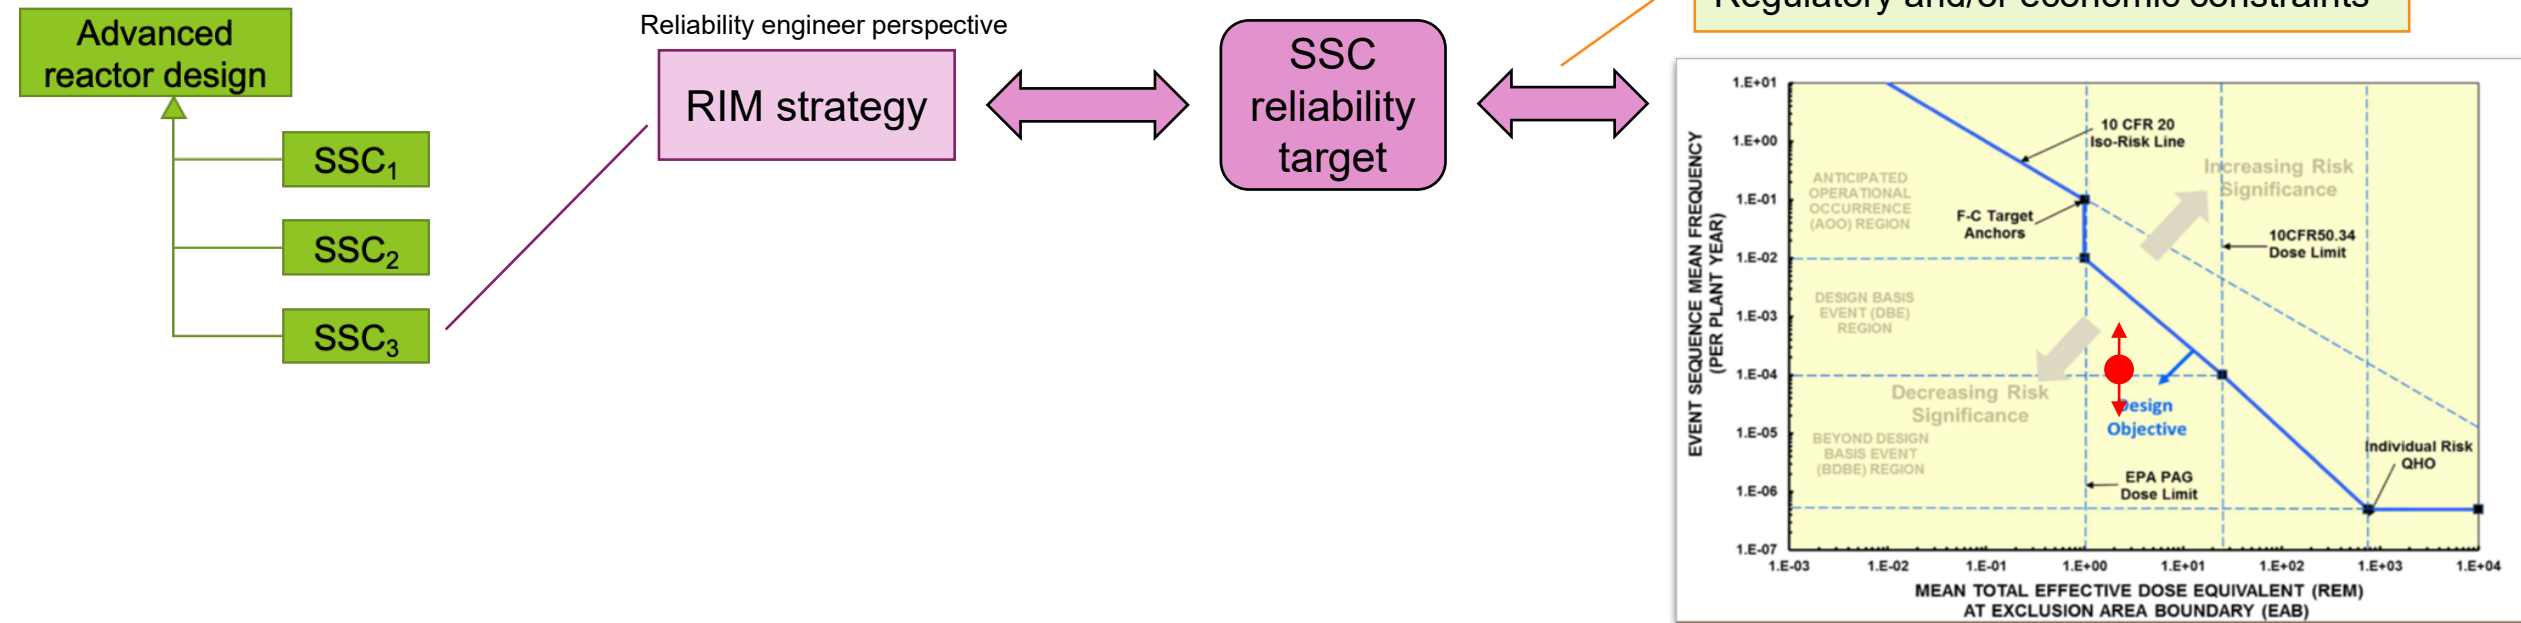 Advanced
reactor design
SSC1
SSC2
SSC3
Reliability engineer perspective
RIM strategy
SSC
reliability
target
Regulatory and/or economic constraints
EVENT SEQUENCE MEAN FREQUENCY
(PER PLANT YEAR)
1.E+01
1.E+00
1.E-01
1.E-02
1.E-03
1.E-04
1.E-05
1.E-06
1.E-07
10 CFR 20
Iso-Risk Line
Increasing Risk
Significance
ANTICIPATED
OPERATIONAL
OCCURRENCE
(AOO) REGION
F-C Target
Anchors
10CFR50.34
Dose Limit
DESIGN BASIS
EVENT (DBE)
REGION
Decreasing Risk
Significance
Design
Objective
BEYOND DESIGN
BASIS EVENT
(BDBE) REGION
Individual Risk
QHO
EPA PAG
Dose Limit
1.E-03
1.E-02
1.E-01
1.E+00
1.E+01
1.E+02
1.E+03
1.E+04
MEAN TOTAL EFFECTIVE DOSE EQUIVALENT (REM)
AT EXCLUSION AREA BOUNDARY (EAB)